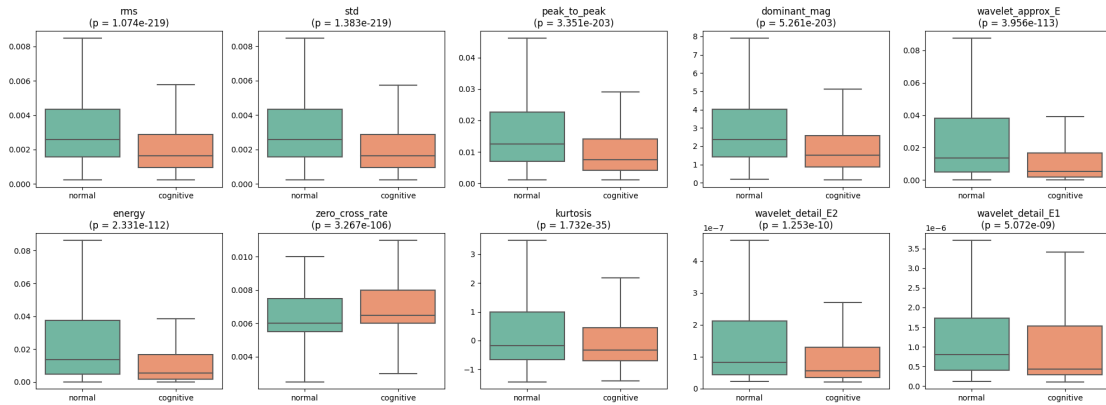 rms
(p = 1.074e-219)
0.008
0.006
0.004
0.002
0.000
normal cognitive
std
(p = 1.383e-219)
0.008
0.006
0.004
0.002
0.000
normal cognitive
peak_to_peak
(p = 3.351e-203)
0.04
0.03
0.02
0.01
0.00
normal cognitive
dominant_mag
(p = 5.261e-203)
8
7
6
5
4
3
2
1
0
normal cognitive
wavelet_approx_E
(p = 3.956e-113)
0.08
0.06
0.04
0.02
0.00
normal cognitive
energy
(p = 2.331e-112)
0.08
0.06
0.04
0.02
0.00
normal cognitive
zero_cross_rate
(p = 3.267e-106)
0.010
0.008
0.006
0.004
normal cognitive
kurtosis
(p = 1.732e-35)
3
2
1
0
−1
normal cognitive
wavelet_detail_E2
(p = 1.253e-10)
1e−7
4
3
2
1
0
normal cognitive
wavelet_detail_E1
(p = 5.072e-09)
1e−6
3.5
3.0
2.5
2.0
1.5
1.0
0.5
0.0
normal cognitive